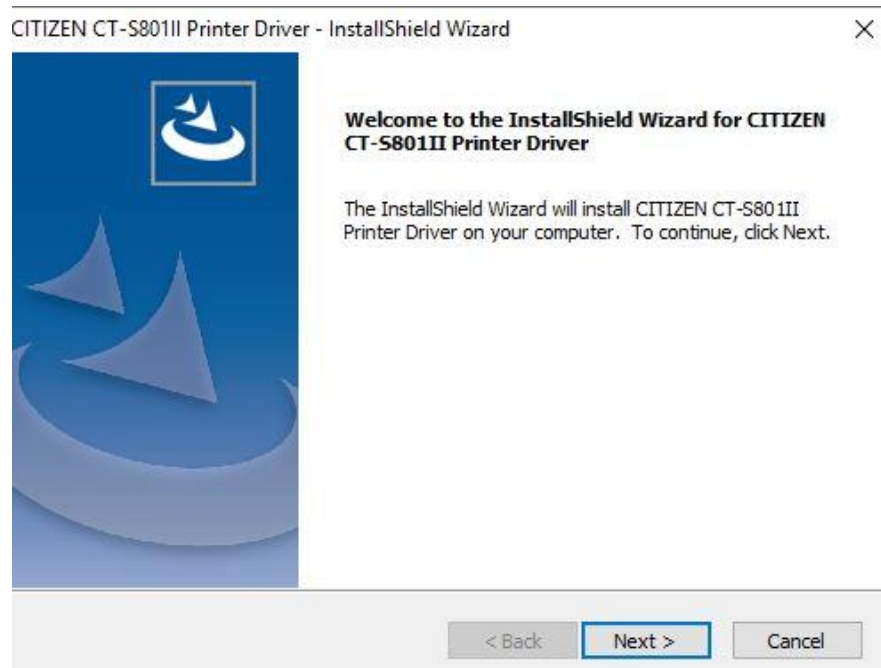 CITIZEN CT-S801II Printer Driver - InstallShield Wizard
Welcome to the InstallShield Wizard for CITIZEN
CT-S801II Printer Driver
The InstallShield Wizard will install CITIZEN CT-S801II
Printer Driver on your computer. To continue, click Next.
< Back
Next >
Cancel